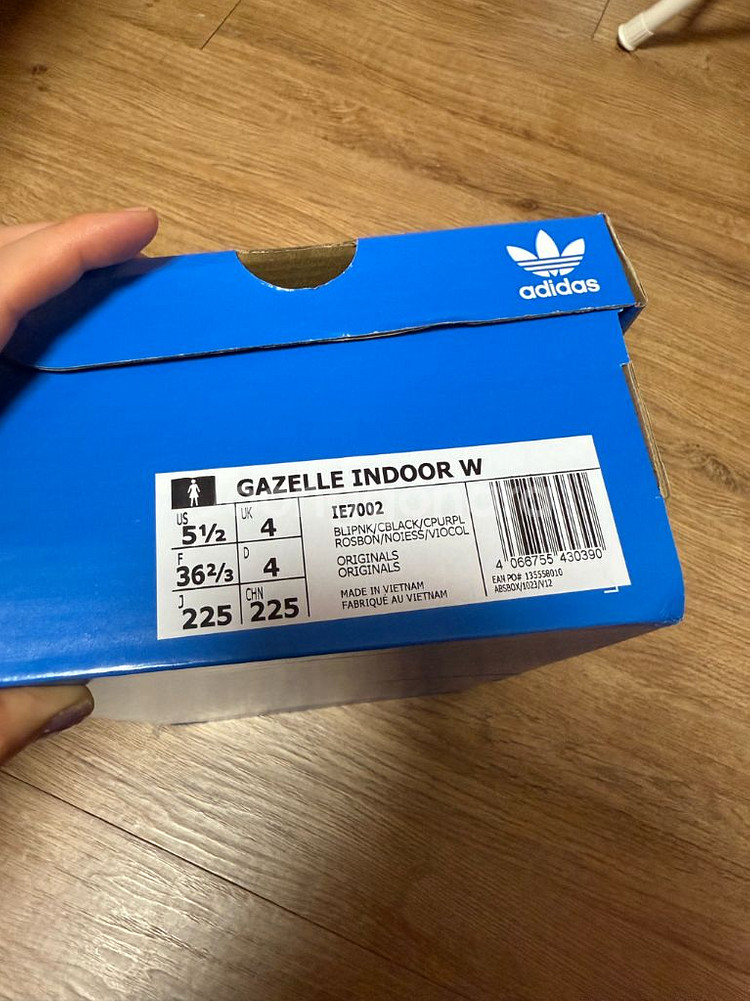 adidas
GAZELLE INDOOR W
US
5½
UK
4
F
36⅔
D
4
J
225
CHN
225
IE7002
BLIPNK/CBLACK/CPURPL
ROSBON/NOIESS/VIOCOL
ORIGINALS
ORIGINALS
MADE IN VIETNAM
FABRIQUÉ AU VIETNAM
4 066755 430390
EAN PO# 135558010
ABSBOX/1023/V12